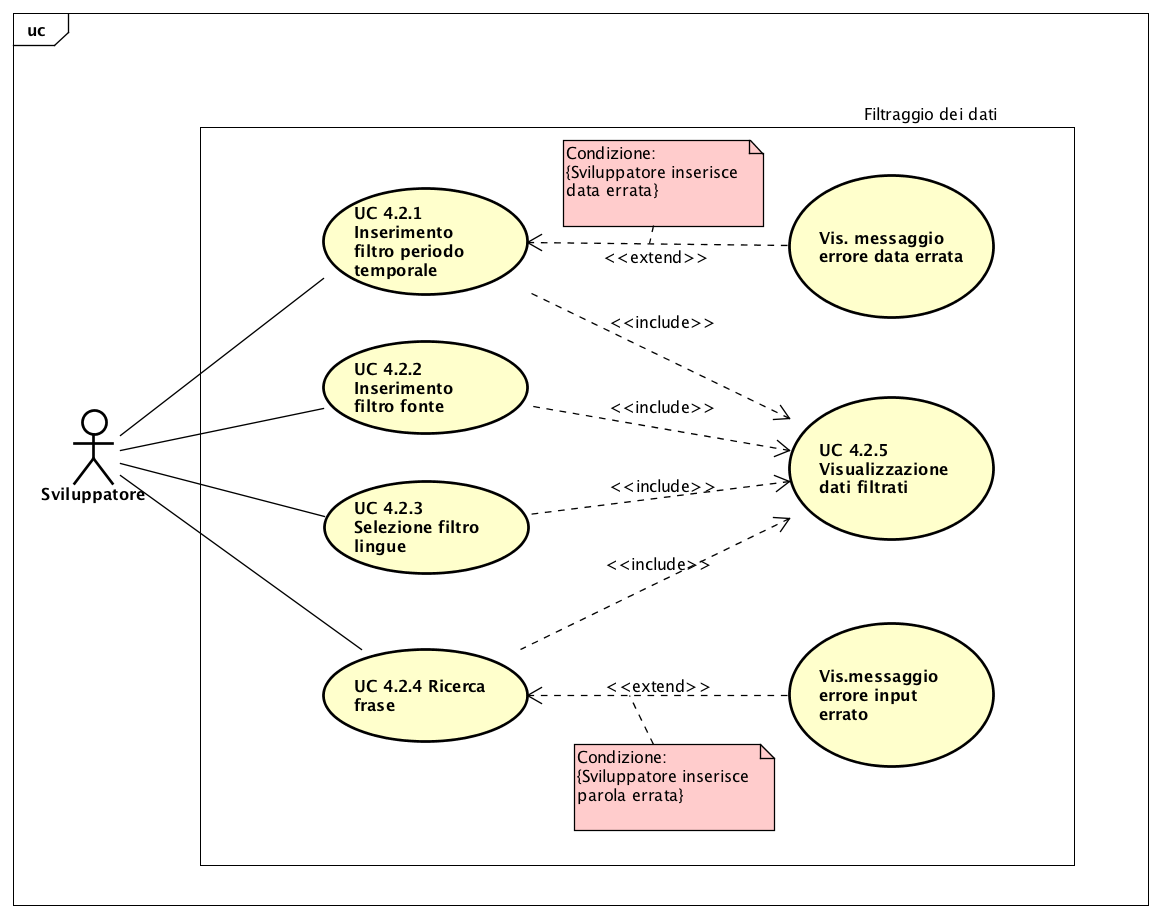 uc
Filtraggio dei dati
Condizione:
{Sviluppatore inserisce
data errata}
UC 4.2.1
Inserimento
filtro periodo
temporale
Vis. messaggio
errore data errata
<<extend>>
<<include>>
UC 4.2.2
Inserimento
filtro fonte
<<include>>
UC 4.2.5
Visualizzazione
dati filtrati
Sviluppatore
<<include>>
UC 4.2.3
Selezione filtro
lingue
<<include>>
UC 4.2.4 Ricerca
frase
<<extend>>
Vis.messaggio
errore input
errato
Condizione:
{Sviluppatore inserisce
parola errata}